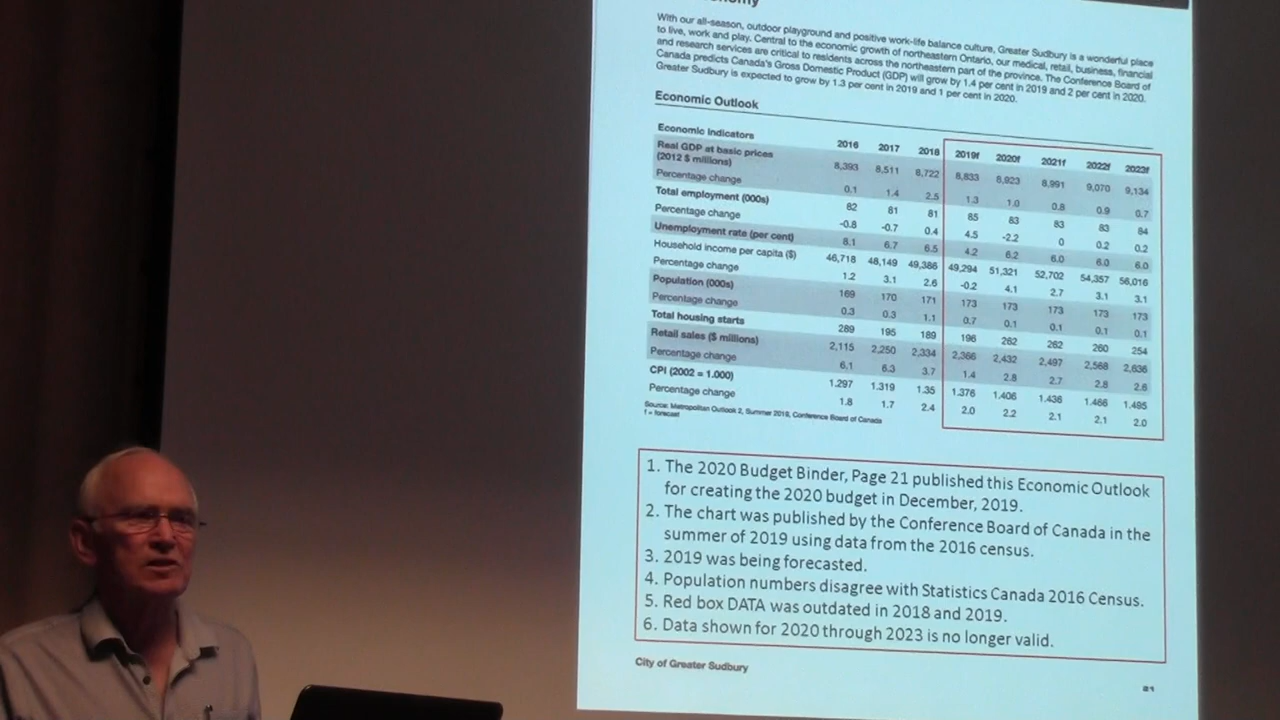 With our all-season, outdoor playground and positive work-life balance culture, Greater Sudbury is a wonderful place
to live, work and play. Central to the economic growth of northeastern Ontario, our medical, retail, business, financial
and research services are critical to residents across the northeastern part of the province. The Conference Board of
Canada predicts Canada's Gross Domestic Product (GDP) will grow by 1.4 per cent in 2019 and 2 per cent in 2020.
Greater Sudbury is expected to grow by 1.3 per cent in 2019 and 1 per cent in 2020.
Economic Outlook
Economic Indicators 2016 2017 2018 2019f 2020f 2021f 2022f 2023f
Real GDP at basic prices
(2012 $ millions) 8,393 8,511 8,722 8,833 8,923 8,991 9,070 9,134
Percentage change 0.1 1.4 2.5 1.3 1.0 0.8 0.9 0.7
Total employment (000s) 82 81 81 85 83 83 83 84
Percentage change -0.8 -0.7 0.4 4.5 -2.2 0 0.2 0.2
Unemployment rate (per cent) 8.1 6.7 6.5 4.2 6.2 6.0 6.0 6.0
Household income per capita ($) 46,718 48,149 49,386 49,294 51,321 52,702 54,357 56,016
Percentage change 1.2 3.1 2.6 -0.2 4.1 2.7 3.1 3.1
Population (000s) 169 170 171 173 173 173 173 173
Percentage change 0.3 0.3 1.1 0.7 0.1 0.1 0.1 0.1
Total housing starts 289 195 189 196 262 262 260 254
Retail sales ($ millions) 2,115 2,250 2,334 2,366 2,432 2,497 2,568 2,636
Percentage change 6.1 6.3 3.7 1.4 2.8 2.7 2.8 2.6
CPI (2002 = 1.000) 1.297 1.319 1.35 1.376 1.406 1.436 1.466 1.495
Percentage change 1.8 1.7 2.4 2.0 2.2 2.1 2.1 2.0
Source: Metropolitan Outlook 2, Summer 2019, Conference Board of Canada
f = forecast
1. The 2020 Budget Binder, Page 21 published this Economic Outlook
for creating the 2020 budget in December, 2019.
2. The chart was published by the Conference Board of Canada in the
summer of 2019 using data from the 2016 census.
3. 2019 was being forecasted.
4. Population numbers disagree with Statistics Canada 2016 Census.
5. Red box DATA was outdated in 2018 and 2019.
6. Data shown for 2020 through 2023 is no longer valid.
City of Greater Sudbury
21